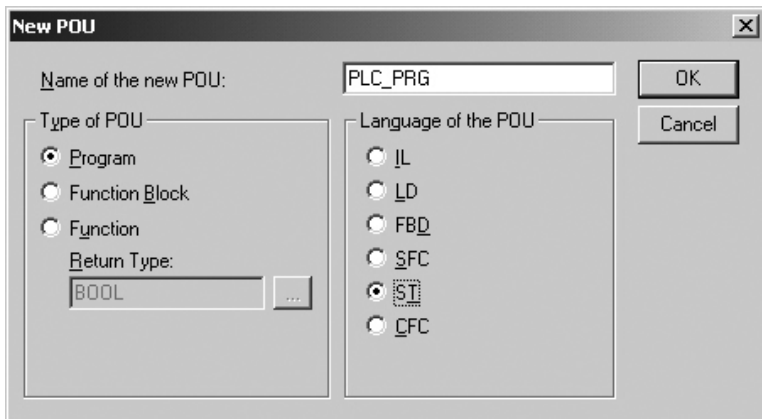 New POU
Name of the new POU: PLC_PRG OK
Cancel
Type of POU
Program
Function Block
Function
Return Type:
BOOL ...
Language of the POU
IL
LD
FBD
SFC
ST
CFC